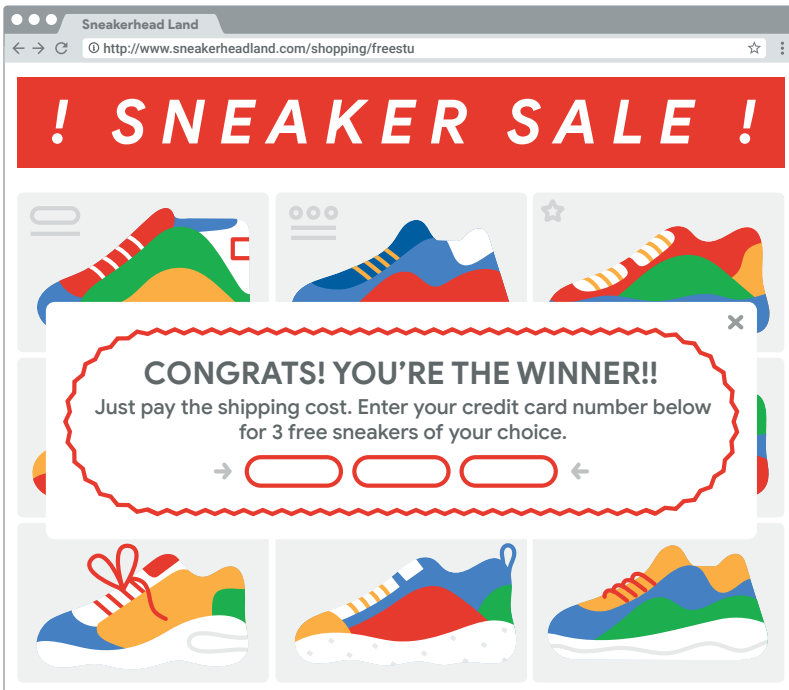 Sneakerhead Land
http://www.sneakerheadland.com/shopping/freestu
! SNEAKER SALE !
CONGRATS! YOU’RE THE WINNER!!
Just pay the shipping cost. Enter your credit card number below
for 3 free sneakers of your choice.